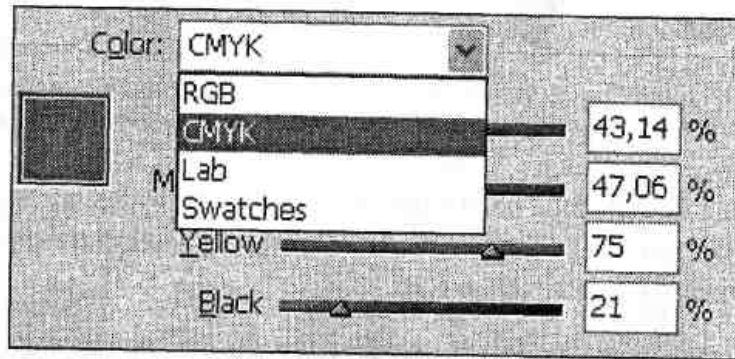 Color: CMYK
RGB
CMYK 43,14 %
Lab
M 47,06 %
Swatches
Yellow 75 %
Black 21 %